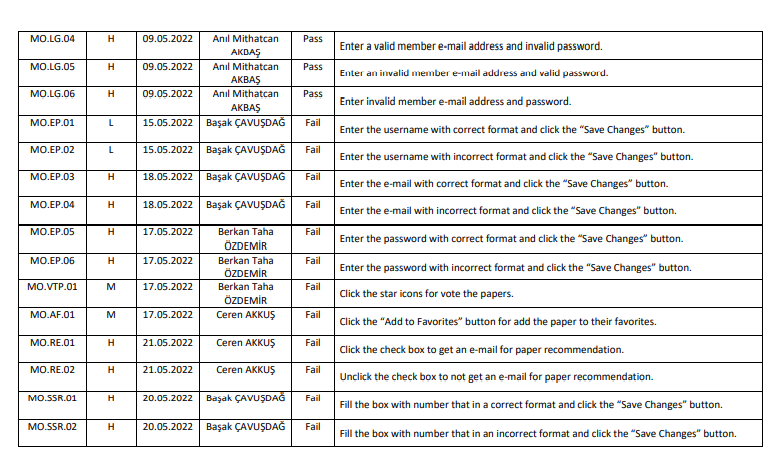 MO.LG.04 H 09.05.2022 Anıl Mithatcan AKBAŞ Pass Enter a valid member e-mail address and invalid password.
MO.LG.05 H 09.05.2022 Anıl Mithatcan AKBAŞ Pass Enter an invalid member e-mail address and valid password.
MO.LG.06 H 09.05.2022 Anıl Mithatcan AKBAŞ Pass Enter invalid member e-mail address and password.
MO.EP.01 L 15.05.2022 Başak ÇAVUŞDAĞ Fail Enter the username with correct format and click the “Save Changes” button.
MO.EP.02 L 15.05.2022 Başak ÇAVUŞDAĞ Fail Enter the username with incorrect format and click the “Save Changes” button.
MO.EP.03 H 18.05.2022 Başak ÇAVUŞDAĞ Fail Enter the e-mail with correct format and click the “Save Changes” button.
MO.EP.04 H 18.05.2022 Başak ÇAVUŞDAĞ Fail Enter the e-mail with incorrect format and click the “Save Changes” button.
MO.EP.05 H 17.05.2022 Berkan Taha ÖZDEMİR Fail Enter the password with correct format and click the “Save Changes” button.
MO.EP.06 H 17.05.2022 Berkan Taha ÖZDEMİR Fail Enter the password with incorrect format and click the “Save Changes” button.
MO.VTP.01 M 17.05.2022 Berkan Taha ÖZDEMİR Fail Click the star icons for vote the papers.
MO.AF.01 M 17.05.2022 Ceren AKKUŞ Fail Click the “Add to Favorites” button for add the paper to their favorites.
MO.RE.01 H 21.05.2022 Ceren AKKUŞ Fail Click the check box to get an e-mail for paper recommendation.
MO.RE.02 H 21.05.2022 Ceren AKKUŞ Fail Unclick the check box to not get an e-mail for paper recommendation.
MO.SSR.01 H 20.05.2022 Başak ÇAVUŞDAĞ Fail Fill the box with number that in a correct format and click the “Save Changes” button.
MO.SSR.02 H 20.05.2022 Başak ÇAVUŞDAĞ Fail Fill the box with number that in an incorrect format and click the “Save Changes” button.